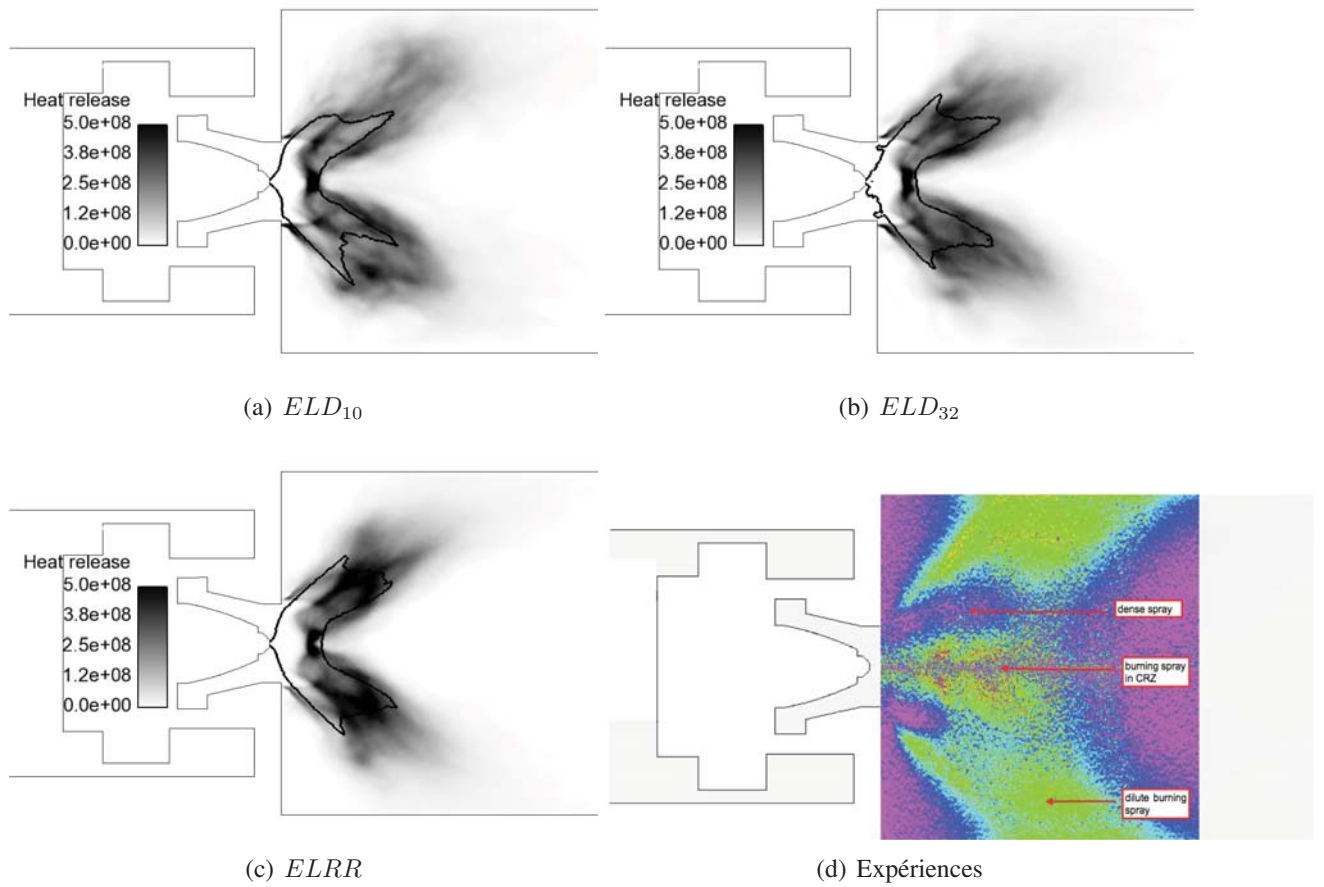 Heat release
5.0e+08
3.8e+08
2.5e+08
1.2e+08
0.0e+00
(a) ELD10
Heat release
5.0e+08
3.8e+08
2.5e+08
1.2e+08
0.0e+00
(b) ELD32
Heat release
5.0e+08
3.8e+08
2.5e+08
1.2e+08
0.0e+00
(c) ELRR
dense spray
burning spray
in CRZ
dilute burning
spray
(d) Expériences